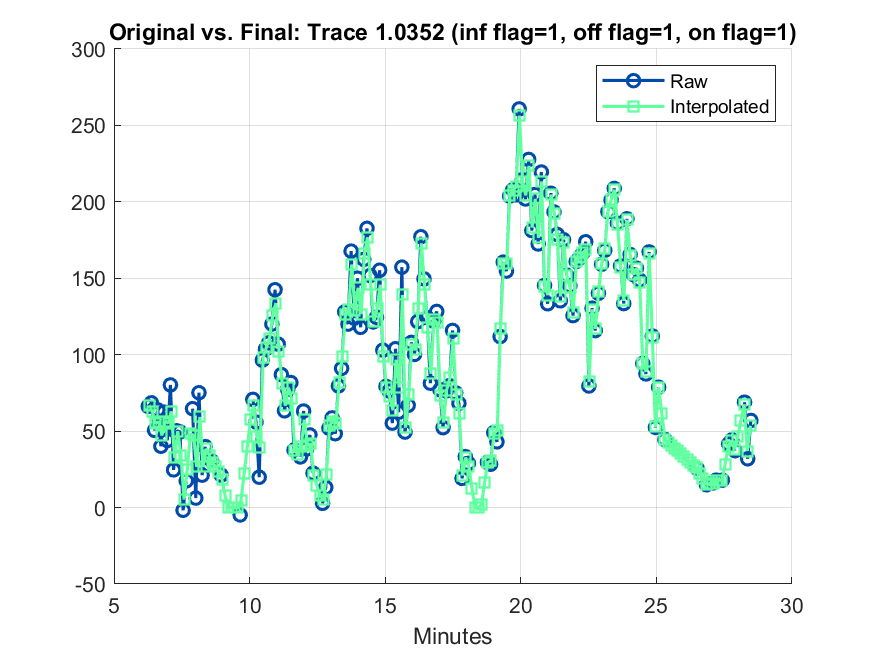 Original vs. Final: Trace 1.0352 (inf flag=1, off flag=1, on flag=1)
300
250
200
150
100
50
0
-50
Raw
Interpolated
5 10 15 20 25 30
Minutes